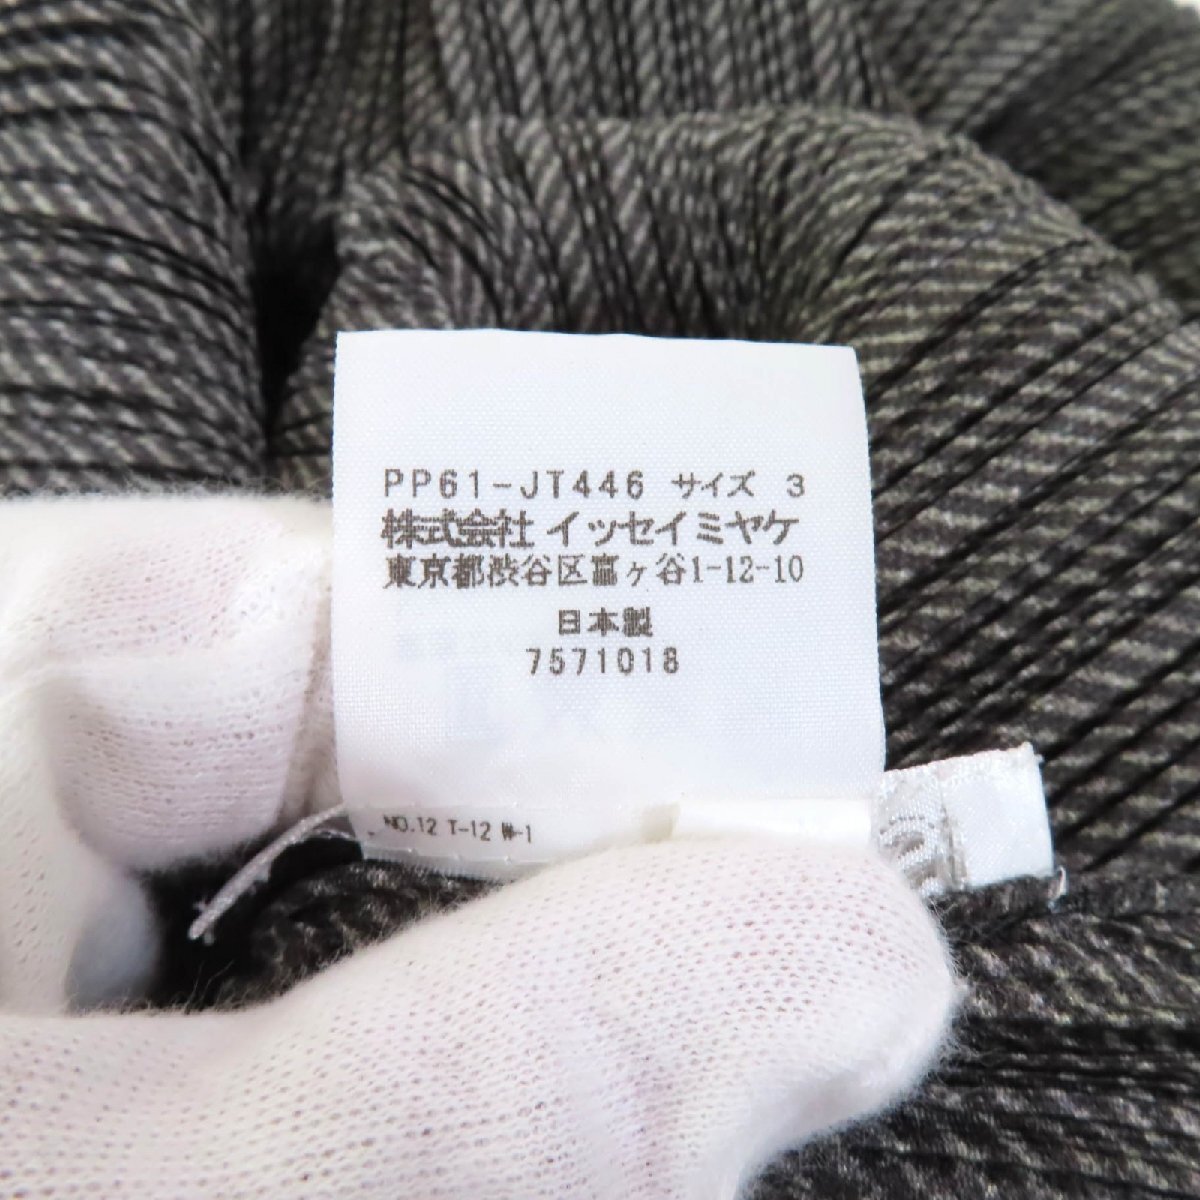 PP61-JT446 サイズ 3
株式会社 イッセイミヤケ
東京都渋谷区富ヶ谷1-12-10
日本製
7571018
NO.12 T-12 W-1